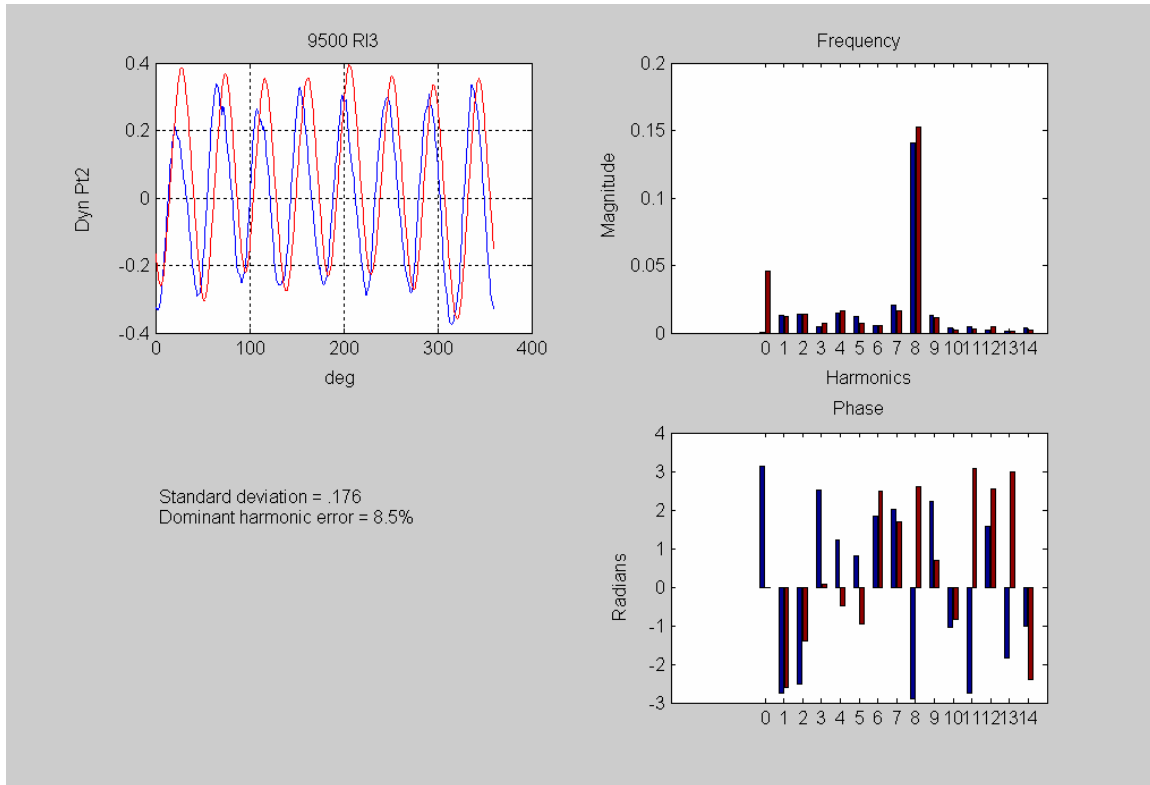 9500 RI3
0.4
0.2
0
-0.2
-0.4
Dyn Pt2
0 100 200 300 400
deg
Standard deviation = .176
Dominant harmonic error = 8.5%
Frequency
0.2
0.15
0.1
0.05
0
Magnitude
0 1 2 3 4 5 6 7 8 9 10 11 12 13 14
Harmonics
Phase
4
3
2
1
0
-1
-2
-3
Radians
0 1 2 3 4 5 6 7 8 9 10 11 12 13 14